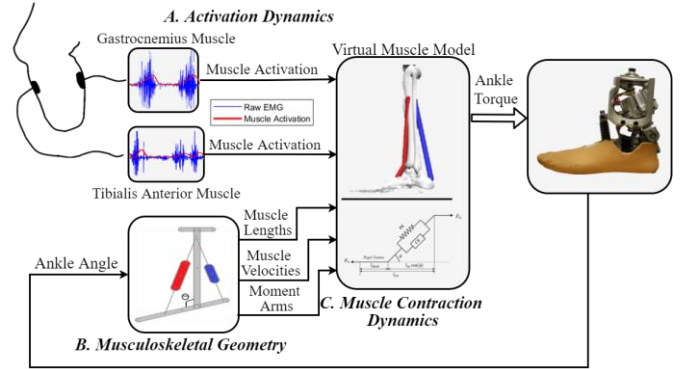 A. Activation Dynamics
Gastrocnemius Muscle
Muscle Activation
Raw EMG
Muscle Activation
Muscle Activation
Tibialis Anterior Muscle
Virtual Muscle Model
Ankle
Torque
Muscle
Lengths
Muscle
Velocities
Moment
Arms
Ankle Angle
C. Muscle Contraction
Dynamics
B. Musculoskeletal Geometry